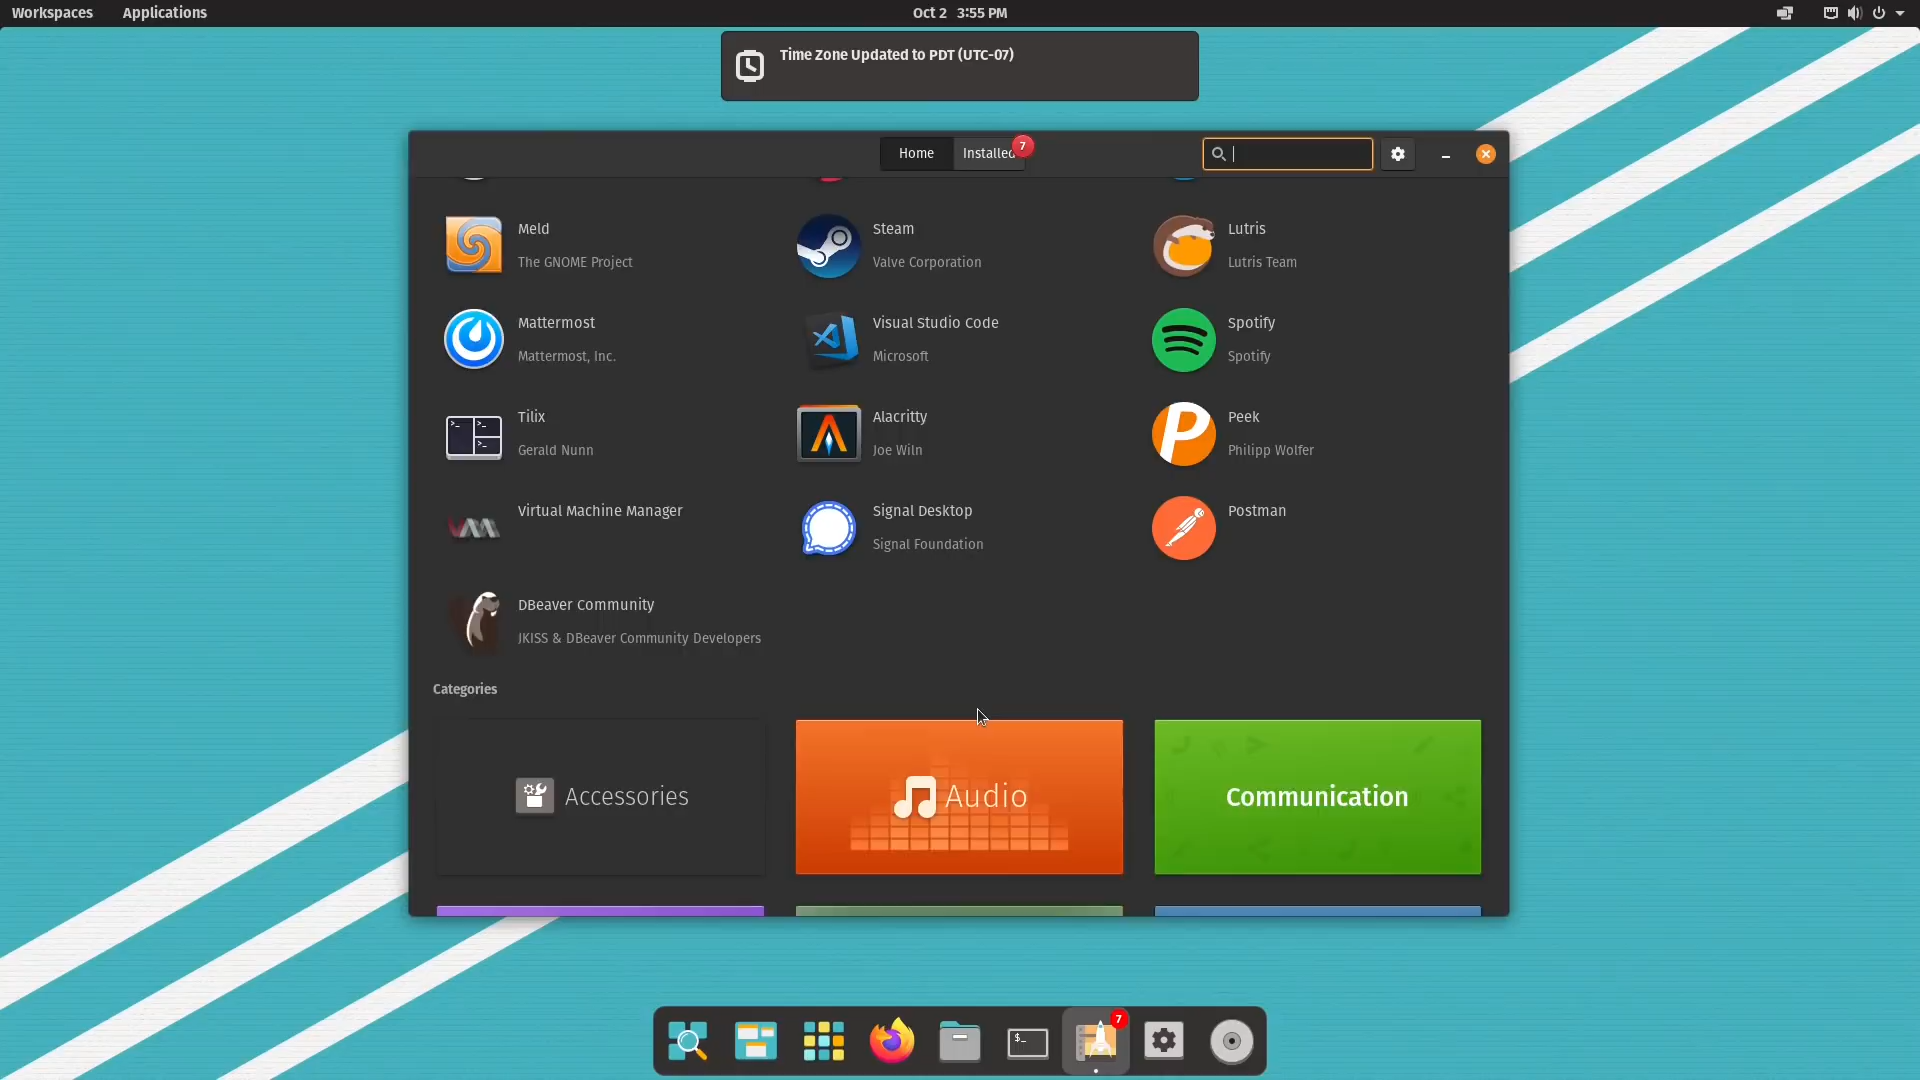 Workspaces Applications Oct 2 3:55 PM
Time Zone Updated to PDT (UTC-07)
Home Installed 7
Meld Steam Lutris
The GNOME Project Valve Corporation Lutris Team
Mattermost Visual Studio Code Spotify
Mattermost, Inc. Microsoft Spotify
Tilix Alacritty Peek
Gerald Nunn Joe Wiln Philipp Wolfer
Virtual Machine Manager Signal Desktop Postman
Signal Foundation
DBeaver Community
JKISS & DBeaver Community Developers
Categories
Accessories Audio Communication
7
$_